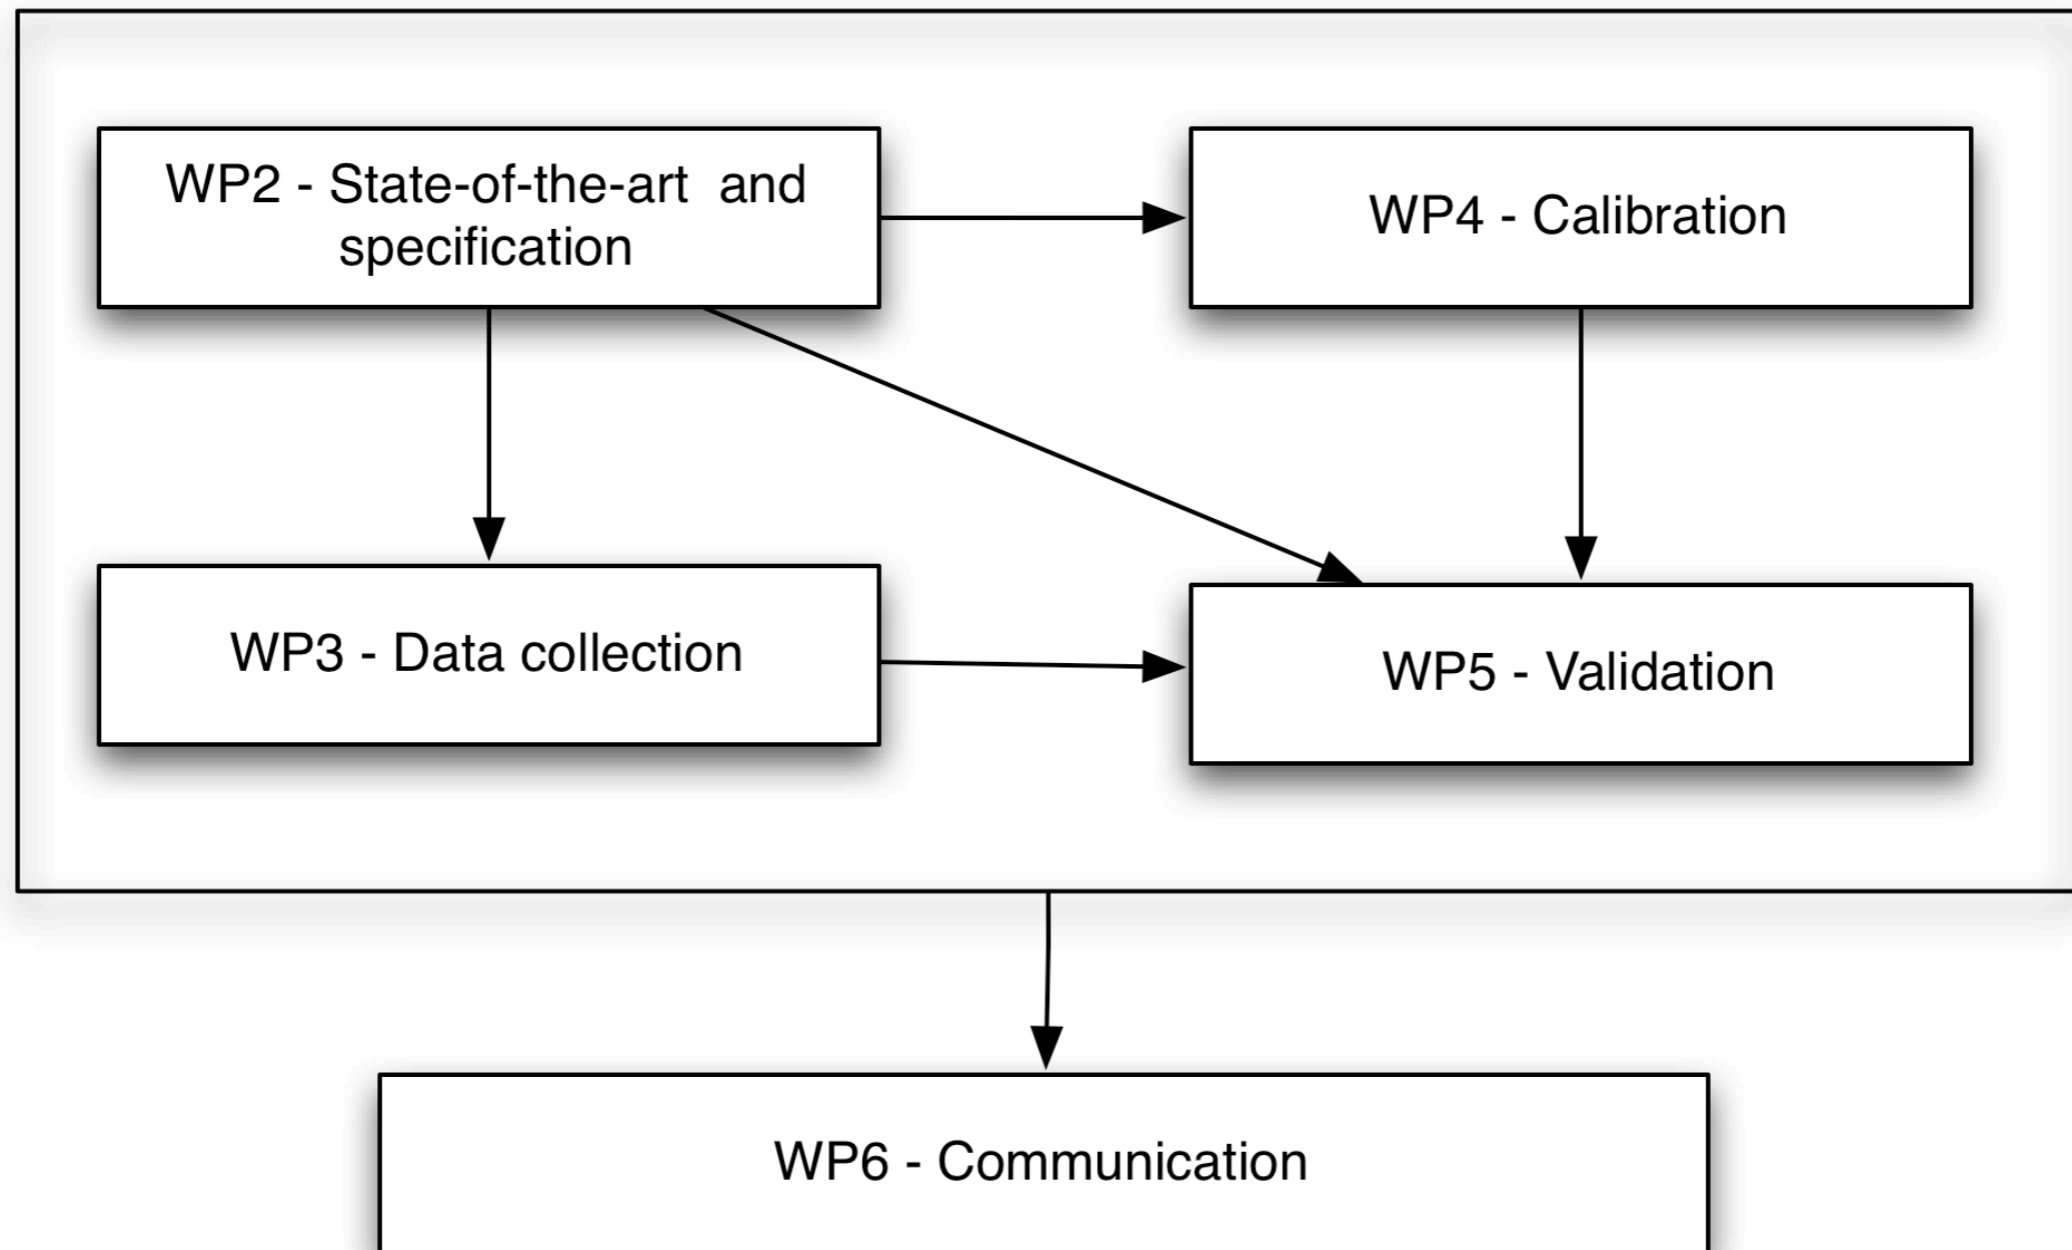 WP2 - State-of-the-art and
specification
WP4 - Calibration
WP3 - Data collection
WP5 - Validation
WP6 - Communication